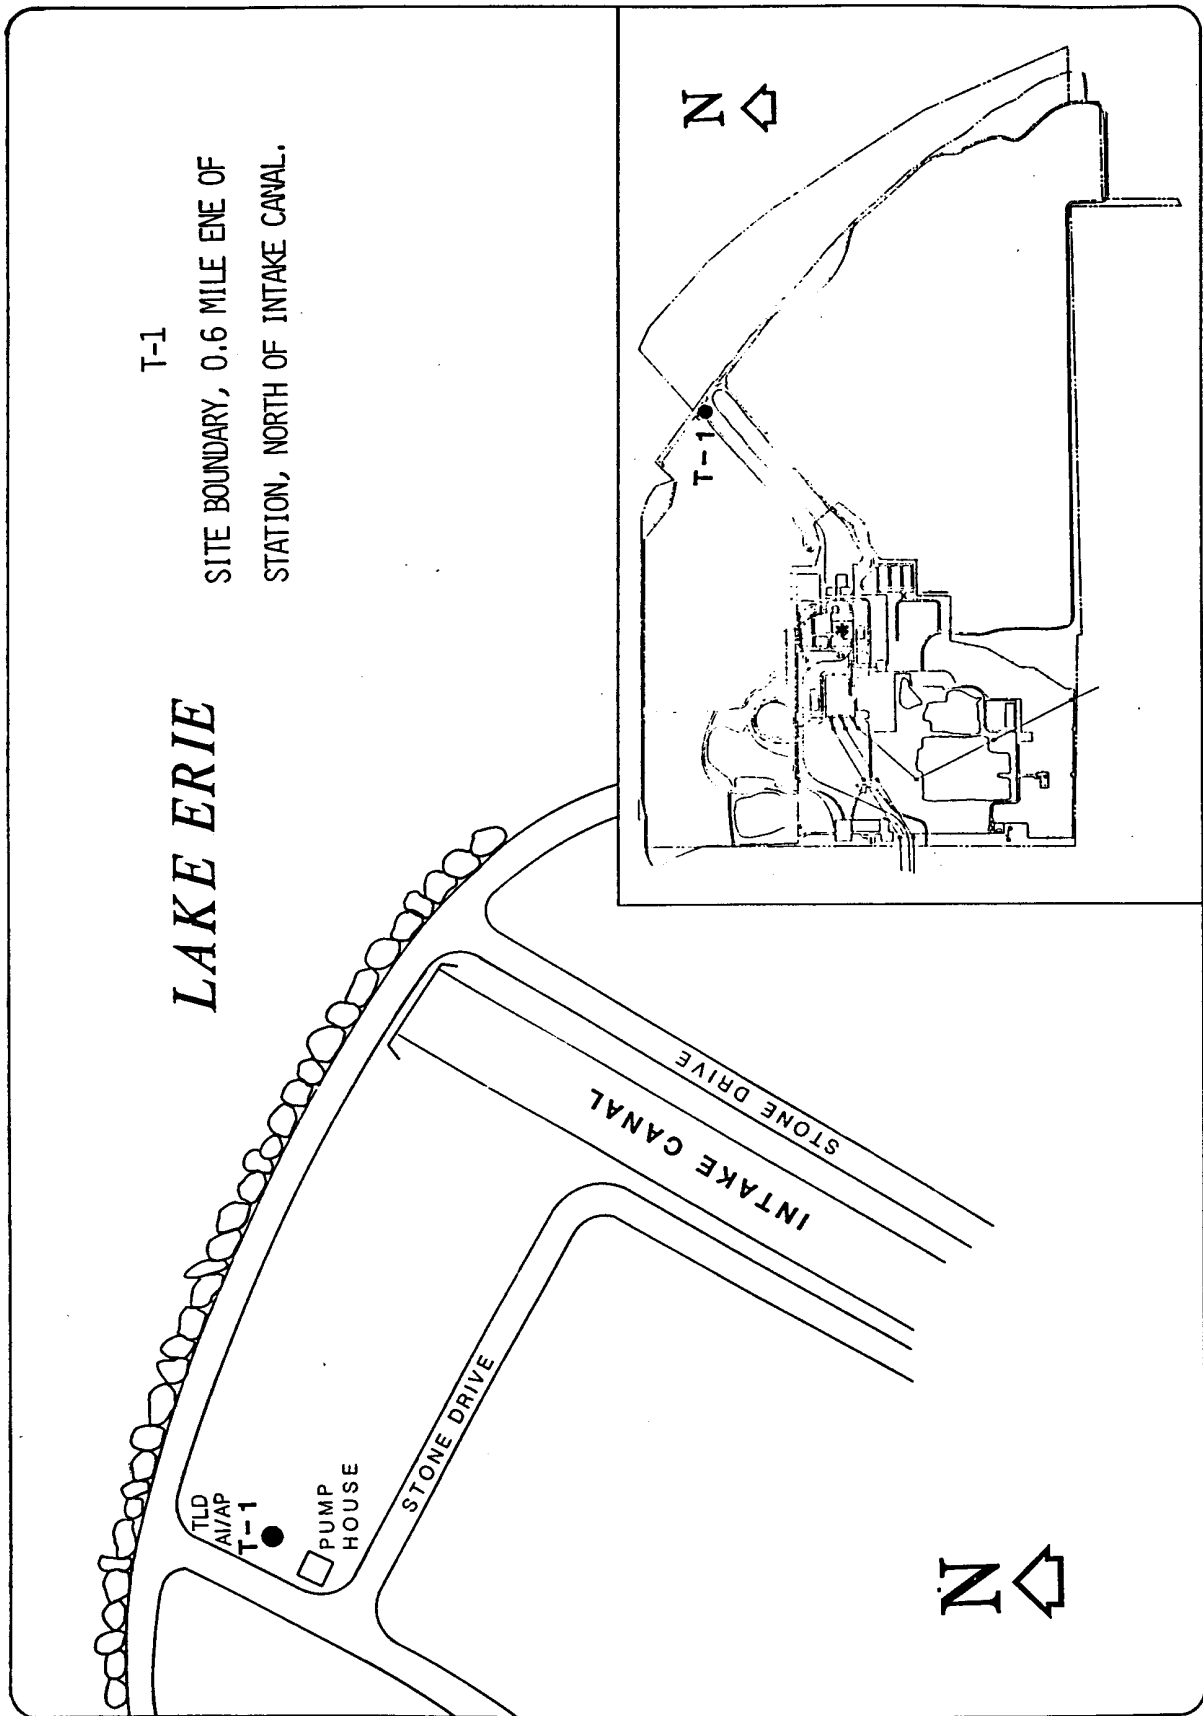 T-1
SITE BOUNDARY, 0.6 MILE ENE OF
STATION, NORTH OF INTAKE CANAL.
LAKE ERIE
TLD
AI/AP
T-1
PUMP
HOUSE
STONE DRIVE
INTAKE CANAL
STONE DRIVE
N
N
T-1